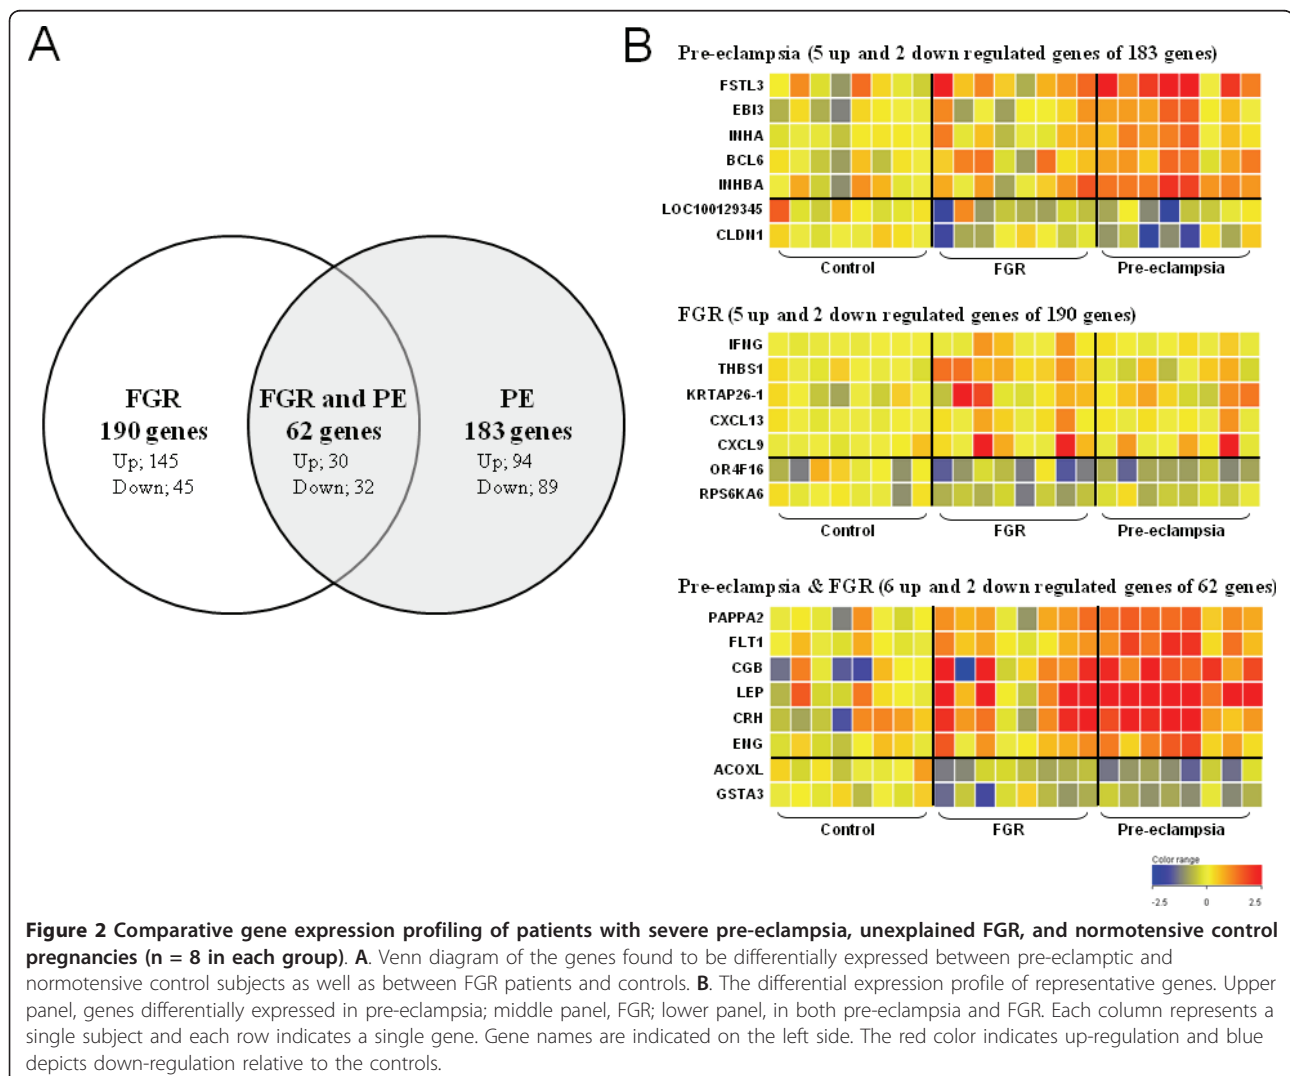 A
FGR
190 genes
Up; 145
Down; 45
FGR and PE
62 genes
Up; 30
Down; 32
PE
183 genes
Up; 94
Down; 89
B
Pre-eclampsia (5 up and 2 down regulated genes of 183 genes)
FSTL3
EBI3
INHA
BCL6
INHBA
LOC100129345
CLDN1
Control
FGR
Pre-eclampsia
FGR (5 up and 2 down regulated genes of 190 genes)
IFNG
THBS1
KRTAP26-1
CXCL13
CXCL9
OR4F16
RPS6KA6
Control
FGR
Pre-eclampsia
Pre-eclampsia & FGR (6 up and 2 down regulated genes of 62 genes)
PAPPA2
FLT1
CGB
LEP
CRH
ENG
ACOXL
GSTA3
Control
FGR
Pre-eclampsia
Color range
-2.5 0 2.5
Figure 2 Comparative gene expression profiling of patients with severe pre-eclampsia, unexplained FGR, and normotensive control
pregnancies (n = 8 in each group). A. Venn diagram of the genes found to be differentially expressed between pre-eclamptic and
normotensive control subjects as well as between FGR patients and controls. B. The differential expression profile of representative genes. Upper
panel, genes differentially expressed in pre-eclampsia; middle panel, FGR; lower panel, in both pre-eclampsia and FGR. Each column represents a
single subject and each row indicates a single gene. Gene names are indicated on the left side. The red color indicates up-regulation and blue
depicts down-regulation relative to the controls.